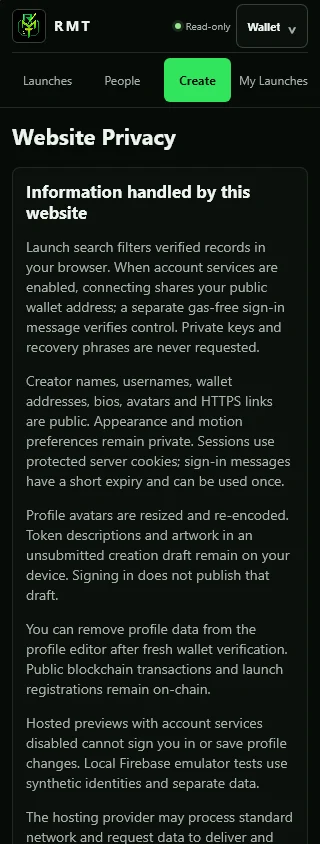 RMT
Read-only
Wallet
Launches
People
Create
My Launches
Website Privacy
Information handled by this
website
Launch search filters verified records in
your browser. When account services are
enabled, connecting shares your public
wallet address; a separate gas-free sign-in
message verifies control. Private keys and
recovery phrases are never requested.
Creator names, usernames, wallet
addresses, bios, avatars and HTTPS links
are public. Appearance and motion
preferences remain private. Sessions use
protected server cookies; sign-in messages
have a short expiry and can be used once.
Profile avatars are resized and re-encoded.
Token descriptions and artwork in an
unsubmitted creation draft remain on your
device. Signing in does not publish that
draft.
You can remove profile data from the
profile editor after fresh wallet verification.
Public blockchain transactions and launch
registrations remain on-chain.
Hosted previews with account services
disabled cannot sign you in or save profile
changes. Local Firebase emulator tests use
synthetic identities and separate data.
The hosting provider may process standard
network and request data to deliver and